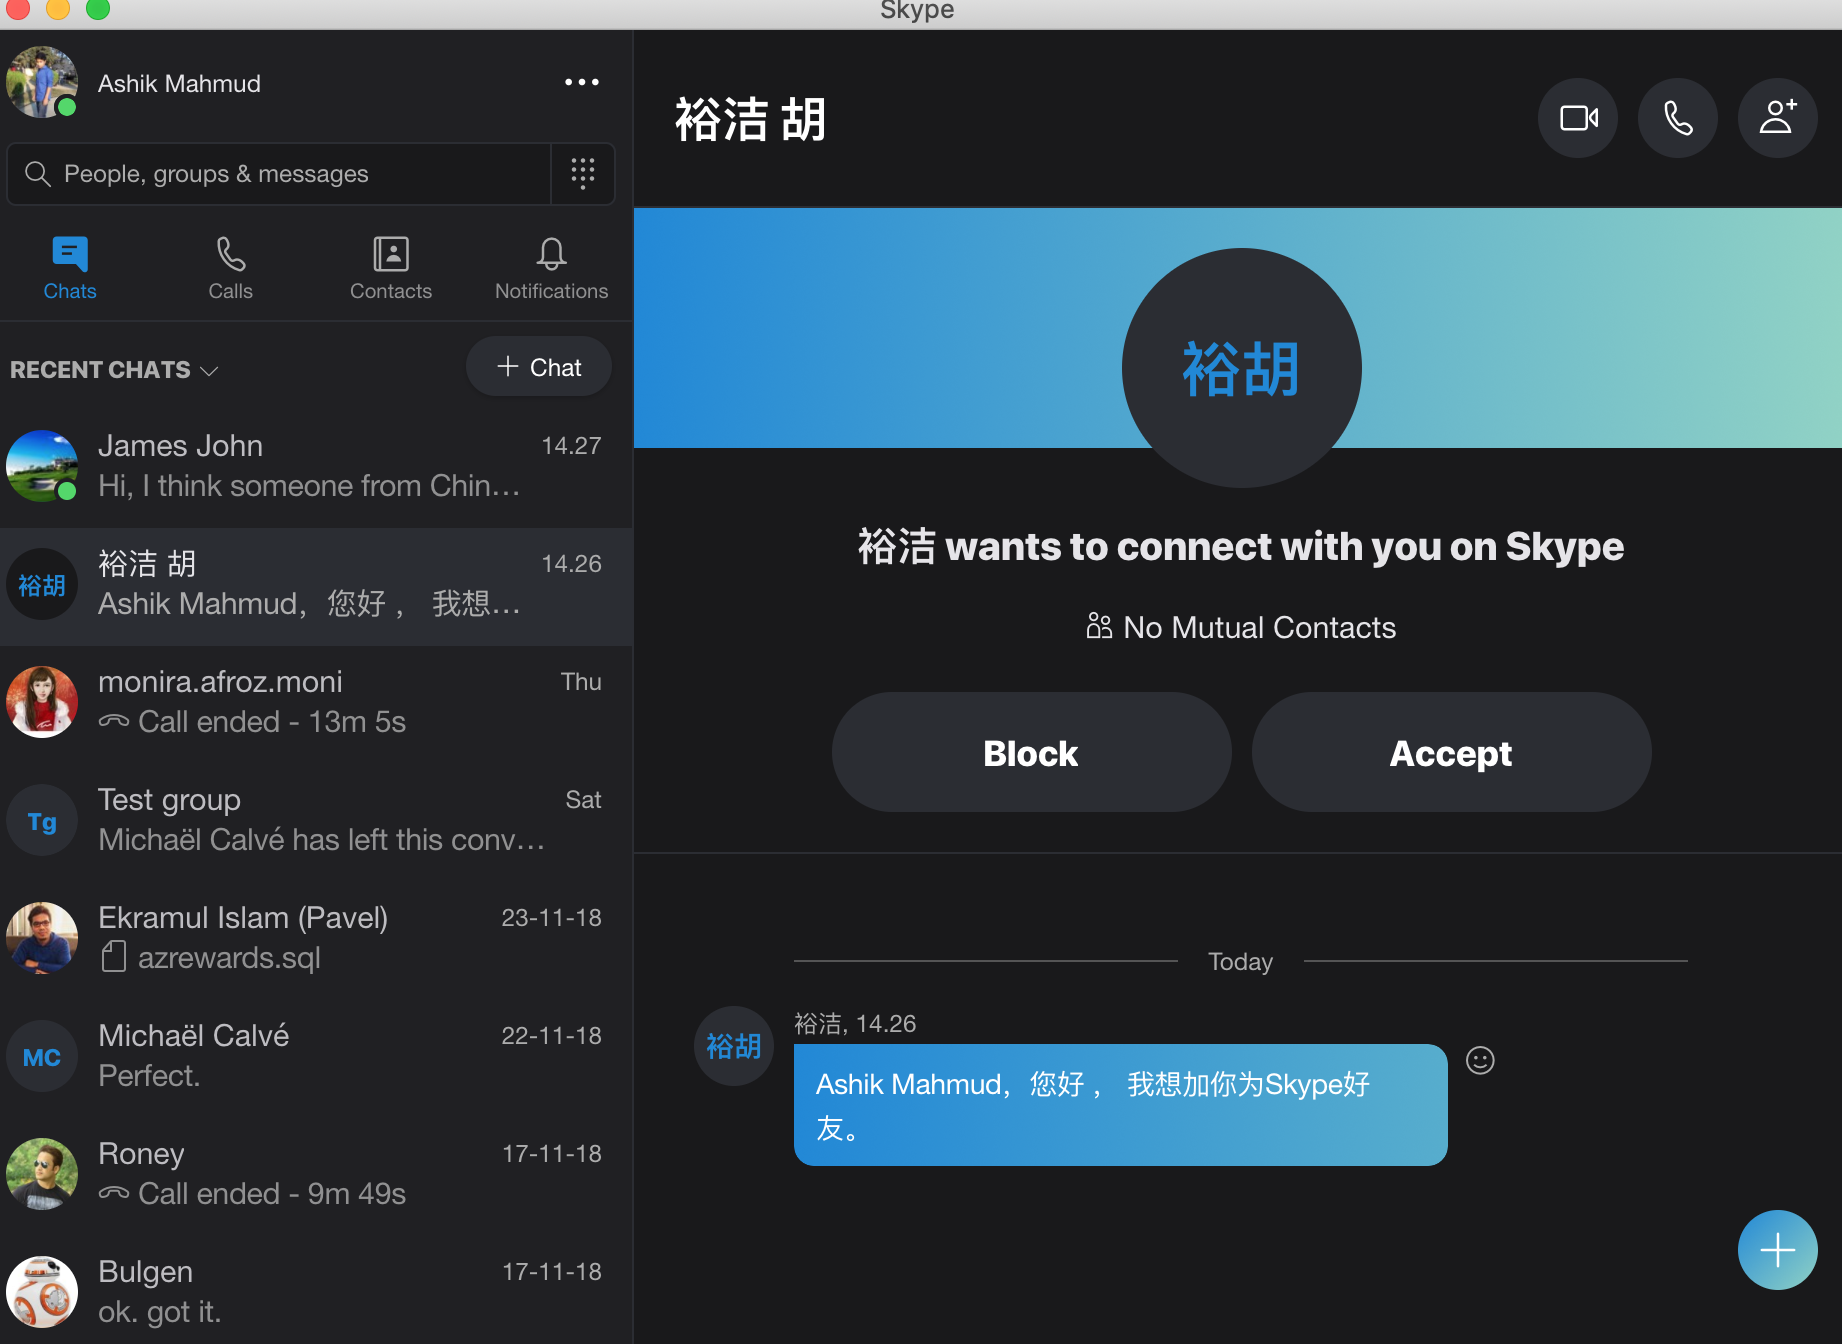 Skype
Ashik Mahmud
People, groups & messages
Chats
Calls
Contacts
Notifications
RECENT CHATS
Chat
James John
14.27
Hi, I think someone from Chin...
裕胡
裕洁 胡
14.26
Ashik Mahmud，您好， 我想...
monira.afroz.moni
Thu
Call ended - 13m 5s
Tg
Test group
Sat
Michaël Calvé has left this conv...
Ekramul Islam (Pavel)
23-11-18
azrewards.sql
MC
Michaël Calvé
22-11-18
Perfect.
Roney
17-11-18
Call ended - 9m 49s
Bulgen
17-11-18
ok. got it.
裕洁 胡
裕胡
裕洁 wants to connect with you on Skype
No Mutual Contacts
Block
Accept
Today
裕胡
裕洁, 14.26
Ashik Mahmud，您好， 我想加你为Skype好
友。